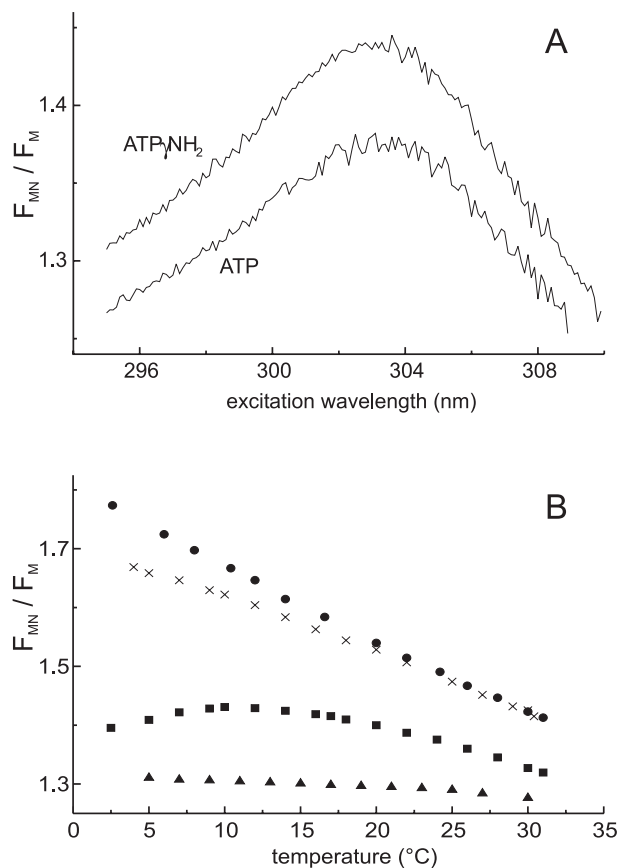 A
1.4
1.3
F_MN / F_M
ATPγNH₂
ATP
296 300 304 308
excitation wavelength (nm)
B
1.7
1.5
1.3
F_MN / F_M
0 5 10 15 20 25 30 35
temperature (°C)